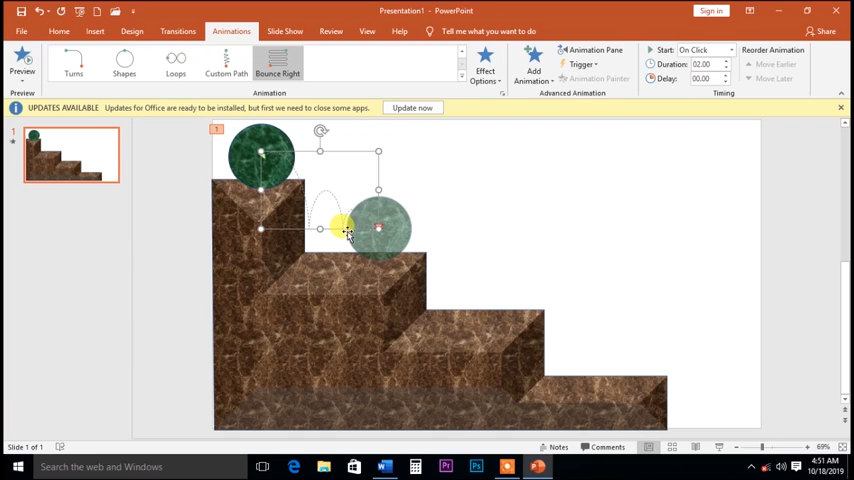 Presentation1 - PowerPoint
Sign in
File Home Insert Design Transitions Animations Slide Show Review View Help Tell me what you want to do Share
Turns Shapes Loops Custom Path Bounce Right
Preview
Effect Options
Add Animation
Animation Pane
Trigger
Animation Painter
Start: On Click
Duration: 02.00
Delay: 00.00
Reorder Animation
Move Earlier
Move Later
Preview Animation Advanced Animation Timing
UPDATES AVAILABLE Updates for Office are ready to be installed, but first we need to close some apps. Update now
1
1
Slide 1 of 1
Notes Comments 69%
Search the web and Windows
4:51 AM
10/18/2019